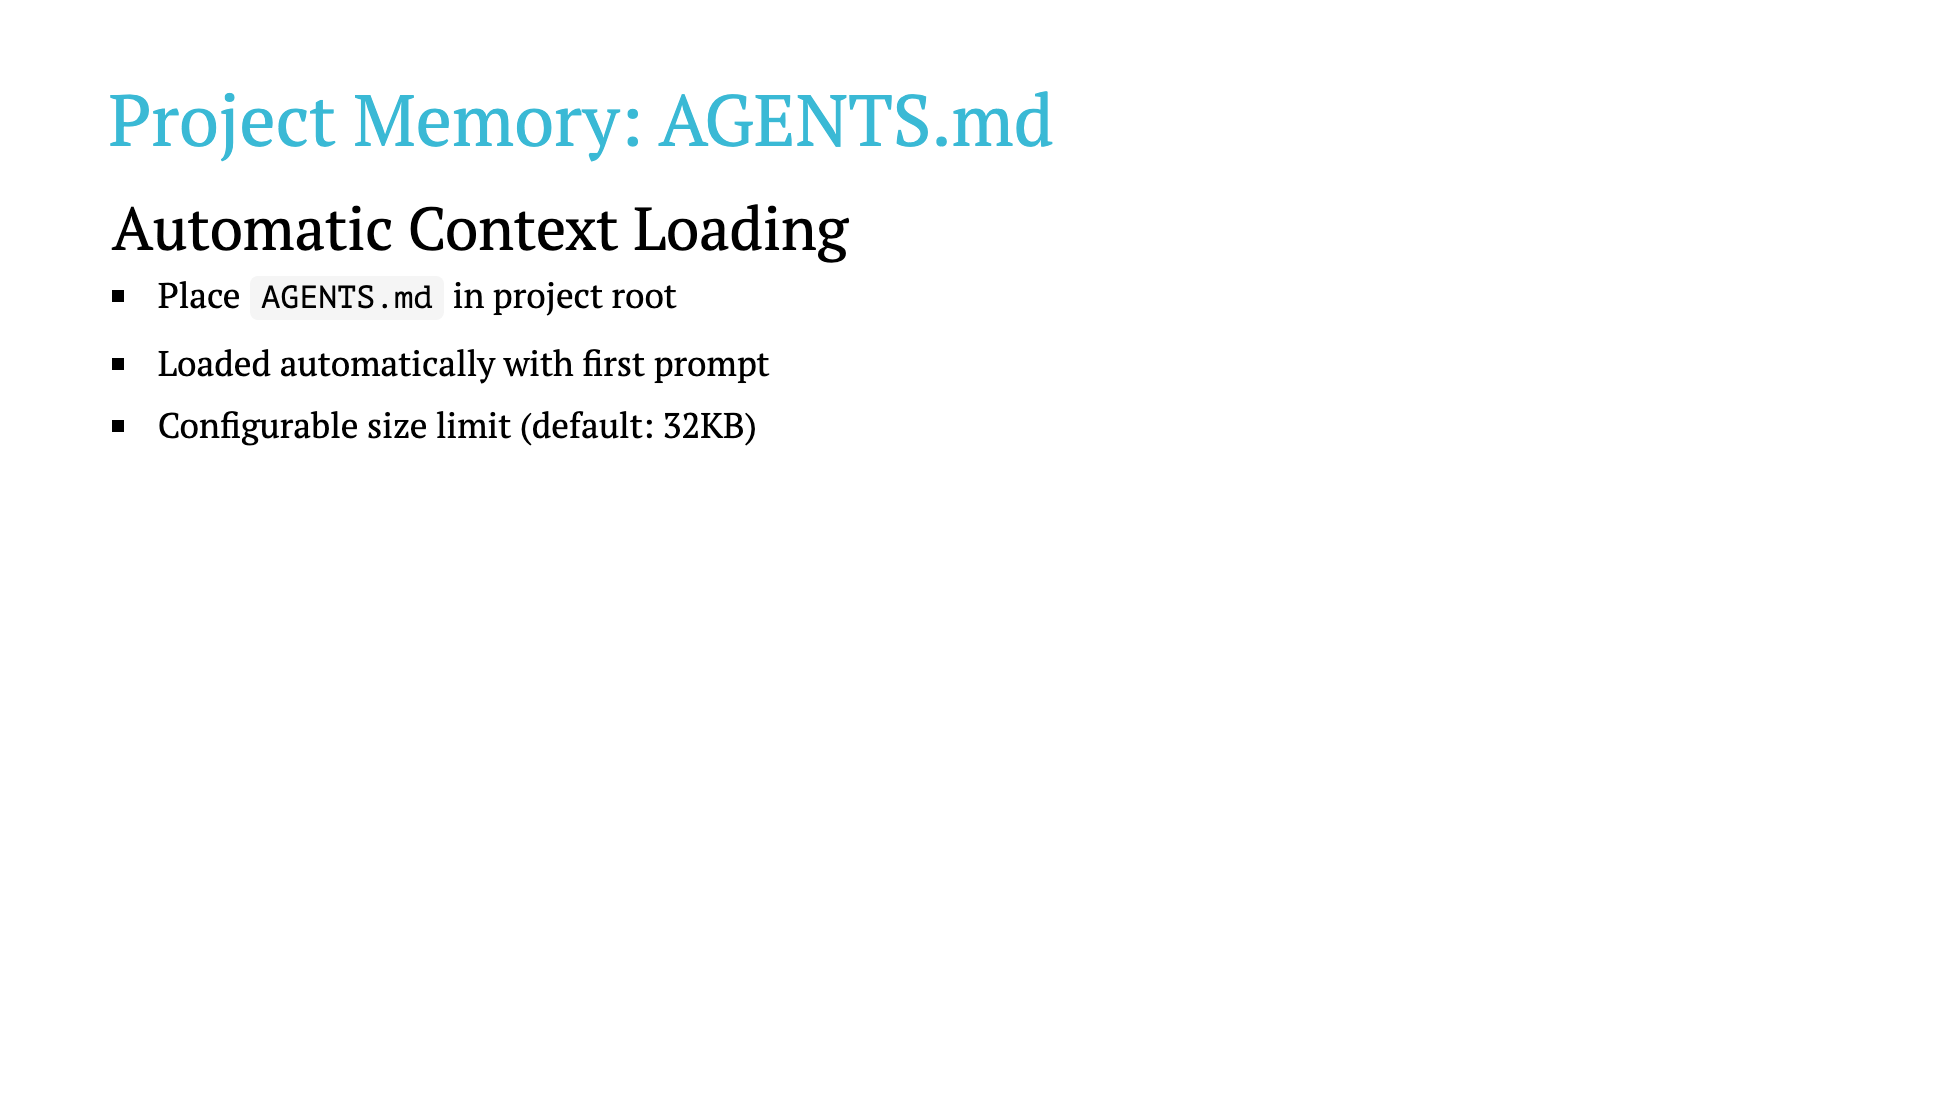 Project Memory: AGENTS.md
Automatic Context Loading
▪ Place AGENTS.md in project root
▪ Loaded automatically with first prompt
▪ Configurable size limit (default: 32KB)